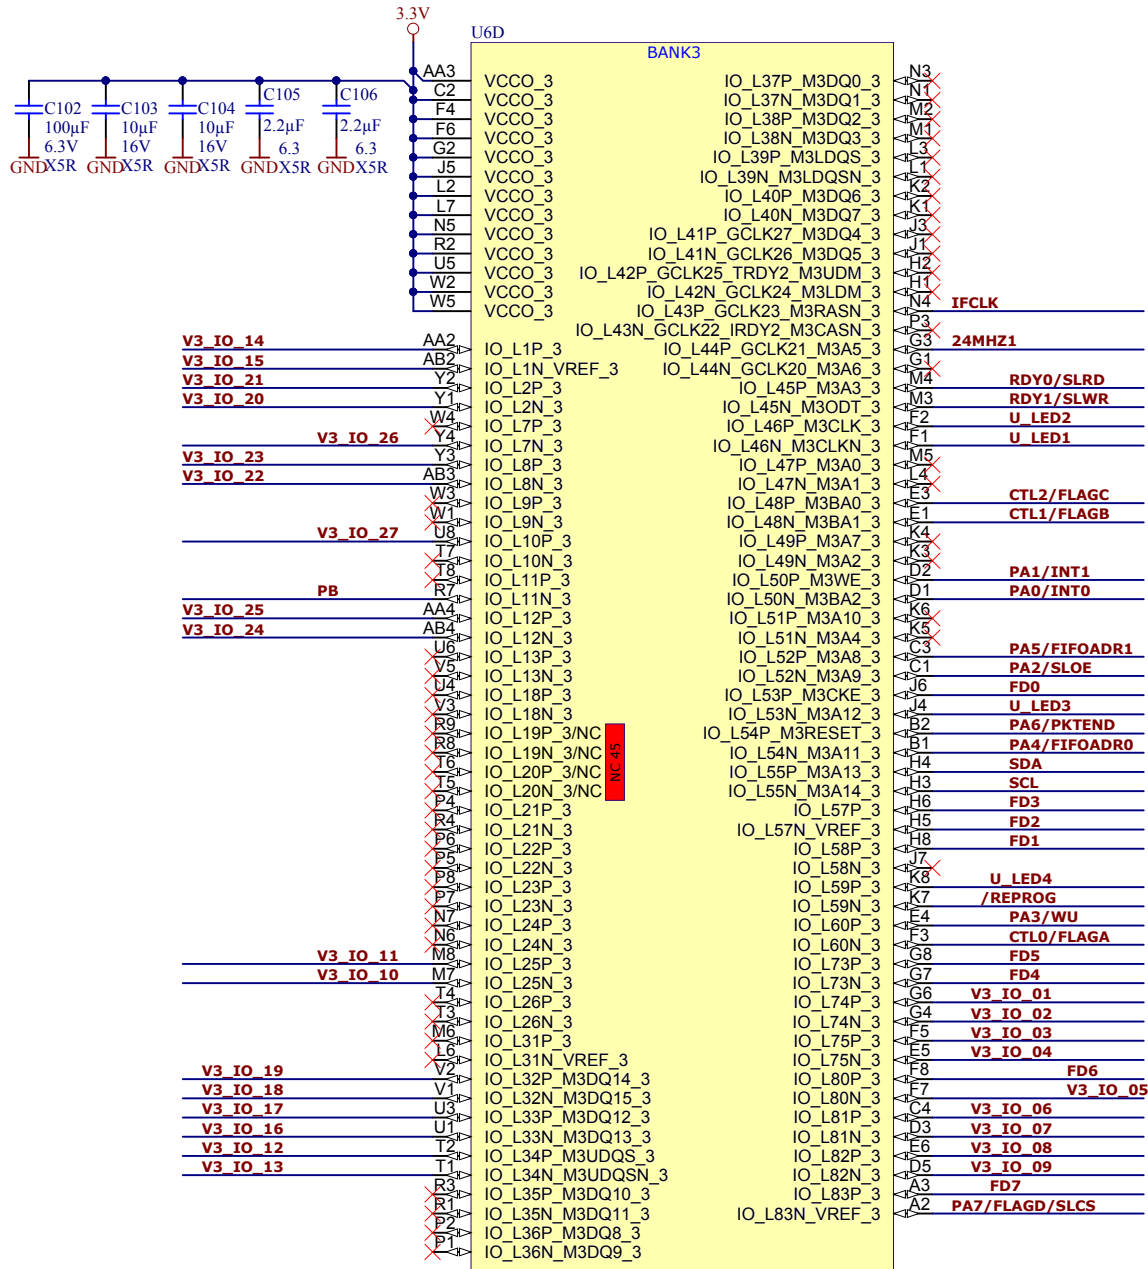 3.3V
U6D
BANK3
C102
100µF
6.3V
X5R
GND
C103
10µF
16V
X5R
GND
C104
10µF
16V
X5R
GND
C105
2.2µF
6.3
X5R
GND
C106
2.2µF
6.3
X5R
GND
AA3 VCCO_3
C2 VCCO_3
F4 VCCO_3
F6 VCCO_3
G2 VCCO_3
J5 VCCO_3
L2 VCCO_3
L7 VCCO_3
N5 VCCO_3
R2 VCCO_3
U5 VCCO_3
W2 VCCO_3
W5 VCCO_3
V3_IO_14 AA2 IO_L1P_3
V3_IO_15 AB2 IO_L1N_VREF_3
V3_IO_21 Y2 IO_L2P_3
V3_IO_20 Y1 IO_L2N_3
W4 IO_L7P_3
V3_IO_26 Y4 IO_L7N_3
V3_IO_23 Y3 IO_L8P_3
V3_IO_22 AB3 IO_L8N_3
W3 IO_L9P_3
W1 IO_L9N_3
V3_IO_27 U8 IO_L10P_3
T7 IO_L10N_3
T8 IO_L11P_3
PB R7 IO_L11N_3
V3_IO_25 AA4 IO_L12P_3
V3_IO_24 AB4 IO_L12N_3
U6 IO_L13P_3
V5 IO_L13N_3
U4 IO_L18P_3
V3 IO_L18N_3
R9 IO_L19P_3/NC
R8 IO_L19N_3/NC
T6 IO_L20P_3/NC
T5 IO_L20N_3/NC
NC 45
P4 IO_L21P_3
R4 IO_L21N_3
P6 IO_L22P_3
P5 IO_L22N_3
P8 IO_L23P_3
P7 IO_L23N_3
N7 IO_L24P_3
N6 IO_L24N_3
V3_IO_11 M8 IO_L25P_3
V3_IO_10 M7 IO_L25N_3
T4 IO_L26P_3
T3 IO_L26N_3
M6 IO_L31P_3
L6 IO_L31N_VREF_3
V3_IO_19 V2 IO_L32P_M3DQ14_3
V3_IO_18 V1 IO_L32N_M3DQ15_3
V3_IO_17 U3 IO_L33P_M3DQ12_3
V3_IO_16 U1 IO_L33N_M3DQ13_3
V3_IO_12 T2 IO_L34P_M3UDQS_3
V3_IO_13 T1 IO_L34N_M3UDQSN_3
R3 IO_L35P_M3DQ10_3
R1 IO_L35N_M3DQ11_3
P2 IO_L36P_M3DQ8_3
P1 IO_L36N_M3DQ9_3
IO_L37P_M3DQ0_3 N3
IO_L37N_M3DQ1_3 N1
IO_L38P_M3DQ2_3 M2
IO_L38N_M3DQ3_3 M1
IO_L39P_M3LDQS_3 L3
IO_L39N_M3LDQSN_3 L1
IO_L40P_M3DQ6_3 K2
IO_L40N_M3DQ7_3 K1
IO_L41P_GCLK27_M3DQ4_3 J3
IO_L41N_GCLK26_M3DQ5_3 J1
IO_L42P_GCLK25_TRDY2_M3UDM_3 H2
IO_L42N_GCLK24_M3LDM_3 H1
IO_L43P_GCLK23_M3RASN_3 N4 IFCLK
IO_L43N_GCLK22_IRDY2_M3CASN_3 P3
IO_L44P_GCLK21_M3A5_3 G3 24MHZ1
IO_L44N_GCLK20_M3A6_3 G1
IO_L45P_M3A3_3 M4 RDY0/SLRD
IO_L45N_M3ODT_3 M3 RDY1/SLWR
IO_L46P_M3CLK_3 F2 U_LED2
IO_L46N_M3CLKN_3 F1 U_LED1
IO_L47P_M3A0_3 M5
IO_L47N_M3A1_3 L4
IO_L48P_M3BA0_3 E3 CTL2/FLAGC
IO_L48N_M3BA1_3 E1 CTL1/FLAGB
IO_L49P_M3A7_3 K4
IO_L49N_M3A2_3 K3
IO_L50P_M3WE_3 D2 PA1/INT1
IO_L50N_M3BA2_3 D1 PA0/INT0
IO_L51P_M3A10_3 K6
IO_L51N_M3A4_3 K5
IO_L52P_M3A8_3 C3 PA5/FIFOADR1
IO_L52N_M3A9_3 C1 PA2/SLOE
IO_L53P_M3CKE_3 J6 FD0
IO_L53N_M3A12_3 J4 U_LED3
IO_L54P_M3RESET_3 B2 PA6/PKTEND
IO_L54N_M3A11_3 B1 PA4/FIFOADR0
IO_L55P_M3A13_3 H4 SDA
IO_L55N_M3A14_3 H3 SCL
IO_L57P_3 H6 FD3
IO_L57N_VREF_3 H5 FD2
IO_L58P_3 H8 FD1
IO_L58N_3 J7
IO_L59P_3 K8 U_LED4
IO_L59N_3 K7 /REPROG
IO_L60P_3 E4 PA3/WU
IO_L60N_3 F3 CTL0/FLAGA
IO_L73P_3 G8 FD5
IO_L73N_3 G7 FD4
IO_L74P_3 G6 V3_IO_01
IO_L74N_3 G4 V3_IO_02
IO_L75P_3 F5 V3_IO_03
IO_L75N_3 E5 V3_IO_04
IO_L80P_3 F8 FD6
IO_L80N_3 F7 V3_IO_05
IO_L81P_3 C4 V3_IO_06
IO_L81N_3 D3 V3_IO_07
IO_L82P_3 E6 V3_IO_08
IO_L82N_3 D5 V3_IO_09
IO_L83P_3 A3 FD7
IO_L83N_VREF_3 A2 PA7/FLAGD/SLCS